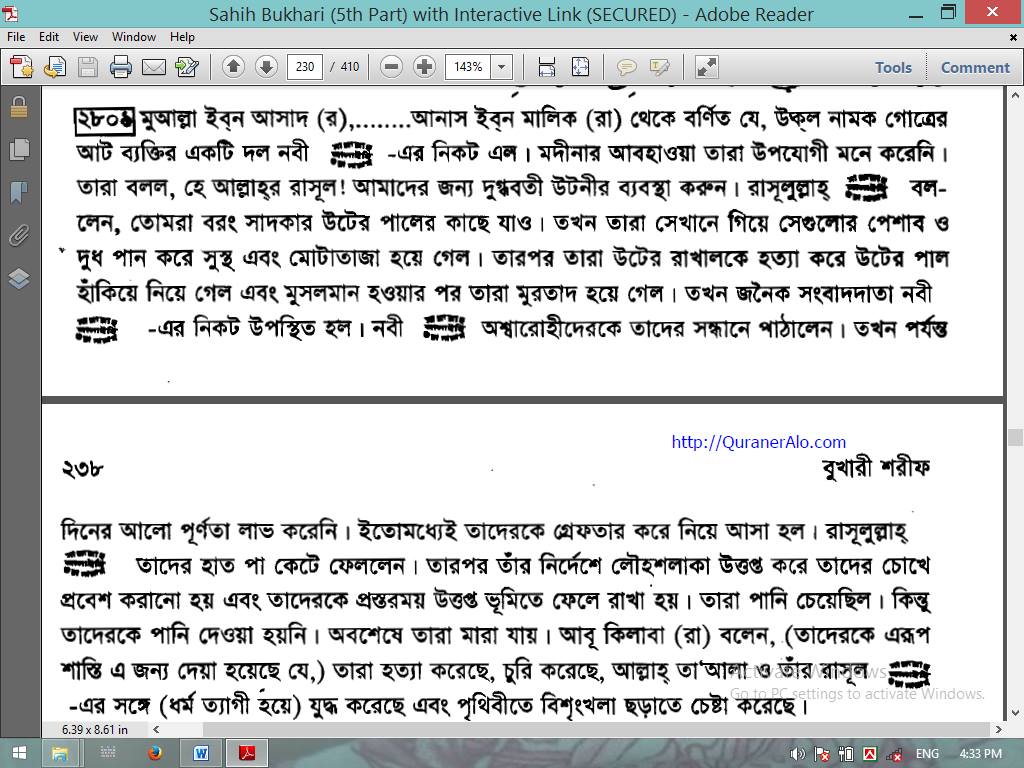 Sahih Bukhari (5th Part) with Interactive Link (SECURED) - Adobe Reader
File Edit View Window Help
230 / 410 143% Tools Comment
২৮০৯ মুআল্লা ইব্‌ন আসাদ (র),........আনাস ইব্‌ন মালিক (রা) থেকে বর্ণিত যে, উক্‌ল নামক গোত্রের
আট ব্যক্তির একটি দল নবী -এর নিকট এল। মদীনার আবহাওয়া তারা উপযোগী মনে করেনি।
তারা বলল, হে আল্লাহ্‌র রাসূল! আমাদের জন্য দুগ্ধবতী উটনীর ব্যবস্থা করুন। রাসূলুল্লাহ্ বল-
লেন, তোমরা বরং সাদকার উটের পালের কাছে যাও। তখন তারা সেখানে গিয়ে সেগুলোর পেশাব ও
দুধ পান করে সুস্থ এবং মোটাতাজা হয়ে গেল। তারপর তারা উটের রাখালকে হত্যা করে উটের পাল
হাঁকিয়ে নিয়ে গেল এবং মুসলমান হওয়ার পর তারা মুরতাদ হয়ে গেল। তখন জনৈক সংবাদদাতা নবী
-এর নিকট উপস্থিত হল। নবী অশ্বারোহীদেরকে তাদের সন্ধানে পাঠালেন। তখন পর্যন্ত
http://QuranerAlo.com
২৩৮ বুখারী শরীফ
দিনের আলো পূর্ণতা লাভ করেনি। ইতোমধ্যেই তাদেরকে গ্রেফতার করে নিয়ে আসা হল। রাসূলুল্লাহ্
তাদের হাত পা কেটে ফেললেন। তারপর তাঁর নির্দেশে লৌহশলাকা উত্তপ্ত করে তাদের চোখে
প্রবেশ করানো হয় এবং তাদেরকে প্রস্তরময় উত্তপ্ত ভূমিতে ফেলে রাখা হয়। তারা পানি চেয়েছিল। কিন্তু
তাদেরকে পানি দেওয়া হয়নি। অবশেষে তারা মারা যায়। আবূ কিলাবা (রা) বলেন, (তাদেরকে এরূপ
শাস্তি এ জন্য দেয়া হয়েছে যে,) তারা হত্যা করেছে, চুরি করেছে, আল্লাহ্ তা'আলা ও তাঁর রাসূল
-এর সঙ্গে (ধর্ম ত্যাগী হয়ে) যুদ্ধ করেছে এবং পৃথিবীতে বিশৃংখলা ছড়াতে চেষ্টা করেছে।
Activate Windows
Go to PC settings to activate Windows.
6.39 x 8.61 in
ENG 4:33 PM